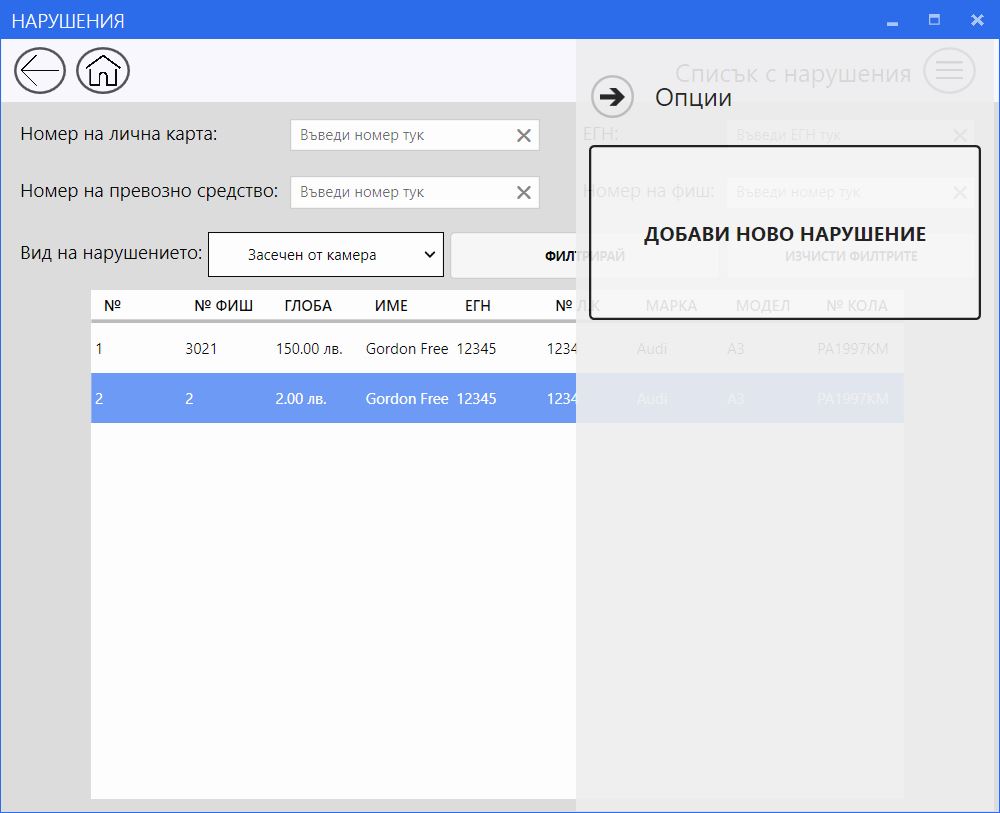 НАРУШЕНИЯ
Списък с нарушения
Опции
Номер на лична карта:
Въведи номер тук
ЕГН:
Въведи ЕГН тук
Номер на превозно средство:
Въведи номер тук
Номер на фиш:
Въведи номер тук
ДОБАВИ НОВО НАРУШЕНИЕ
Вид на нарушението:
Засечен от камера
ФИЛТРИРАЙ
ИЗЧИСТИ ФИЛТРИТЕ
№ № ФИШ ГЛОБА ИМЕ ЕГН № Л.К МАРКА МОДЕЛ № КОЛА
1 3021 150.00 лв. Gordon Free 12345 1234 Audi A3 PA1997KM
2 2 2.00 лв. Gordon Free 12345 1234 Audi A3 PA1997KM